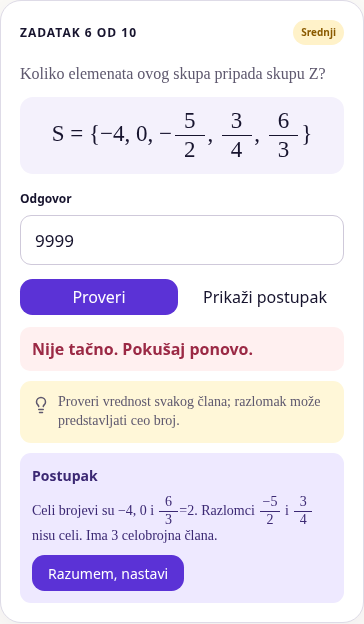 ZADATAK 6 OD 10
Srednji
Koliko elemenata ovog skupa pripada skupu Z?
S = {−4, 0, −5/2, 3/4, 6/3}
Odgovor
9999
Proveri
Prikaži postupak
Nije tačno. Pokušaj ponovo.
Proveri vrednost svakog člana; razlomak može
predstavljati ceo broj.
Postupak
Celi brojevi su −4, 0 i 6/3=2. Razlomci −5/2 i 3/4
nisu celi. Ima 3 celobrojna člana.
Razumem, nastavi